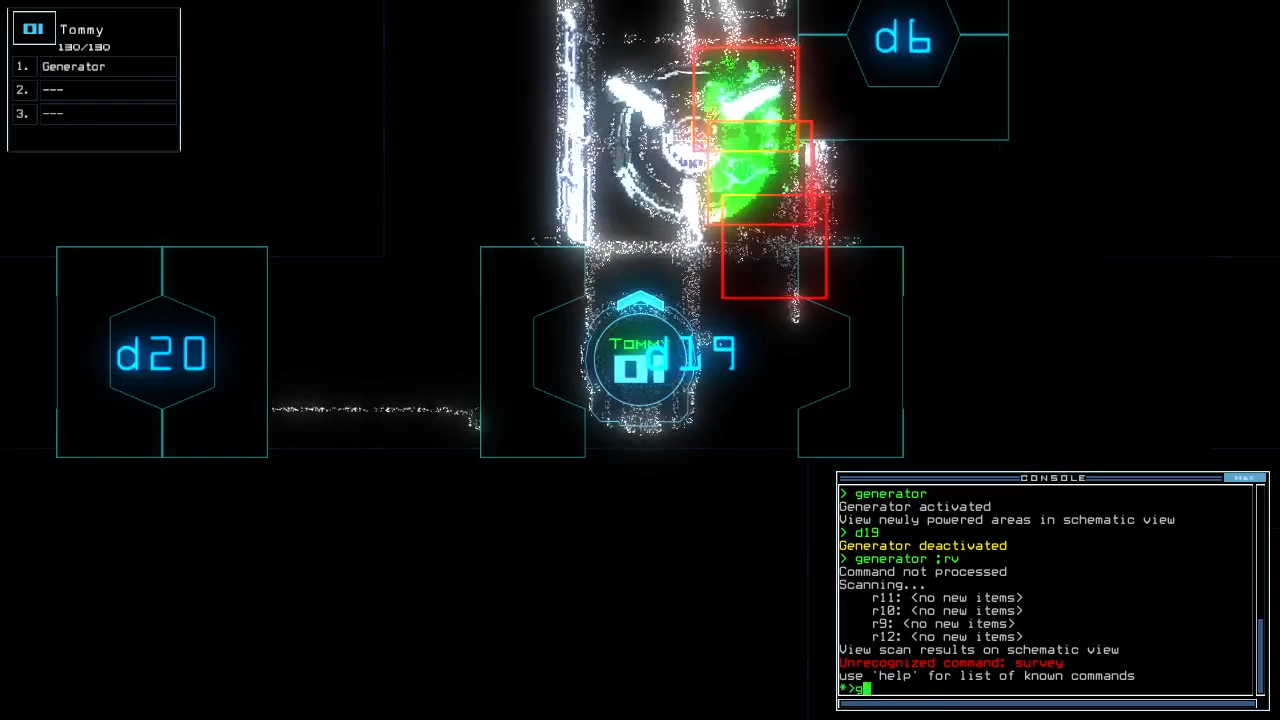 01 Tommy
130/130
1. Generator
2. ---
3. ---
d6
d20
d19
TOMMY
01
CONSOLE
> generator
Generator activated
View newly powered areas in schematic view
> d19
Generator deactivated
> generator ;rv
Command not processed
Scanning...
r11: <no new items>
r10: <no new items>
r9: <no new items>
r12: <no new items>
View scan results on schematic view
Unrecognized command: survey
use 'help' for list of known commands
*>g